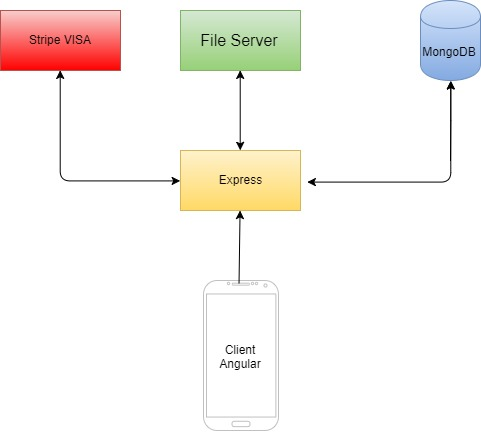 Stripe VISA
File Server
MongoDB
Express
Client
Angular